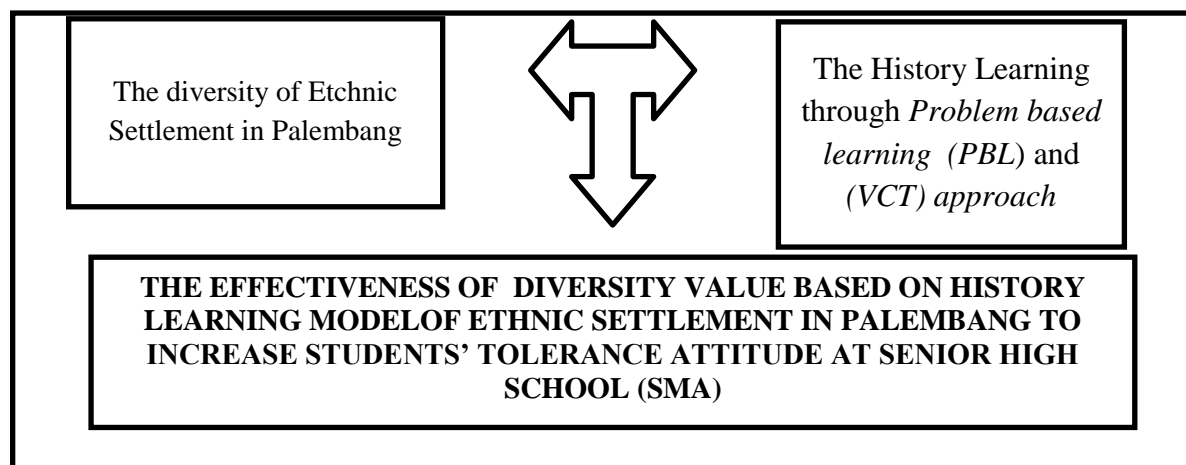 The diversity of Etchnic
Settlement in Palembang
The History Learning
through Problem based
learning (PBL) and
(VCT) approach
THE EFFECTIVENESS OF DIVERSITY VALUE BASED ON HISTORY
LEARNING MODELOF ETHNIC SETTLEMENT IN PALEMBANG TO
INCREASE STUDENTS’ TOLERANCE ATTITUDE AT SENIOR HIGH
SCHOOL (SMA)